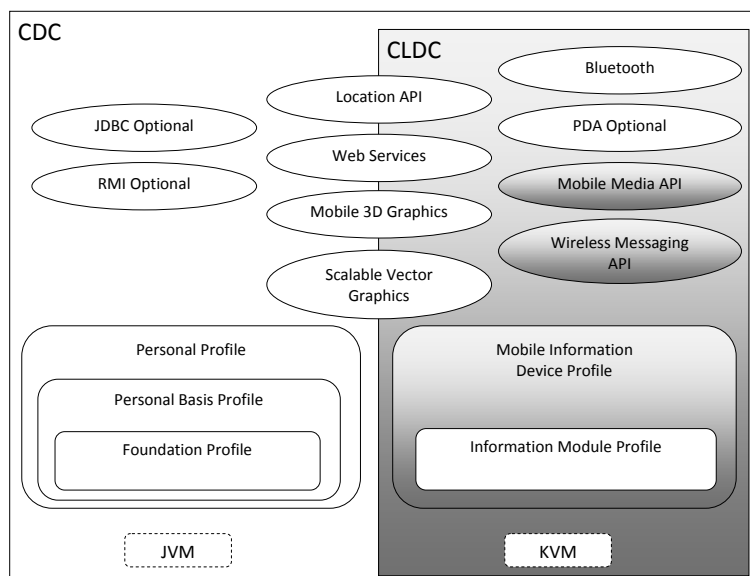 CDC
CLDC
Bluetooth
Location API
JDBC Optional
PDA Optional
Web Services
RMI Optional
Mobile Media API
Mobile 3D Graphics
Wireless Messaging
API
Scalable Vector
Graphics
Personal Profile
Personal Basis Profile
Foundation Profile
Mobile Information
Device Profile
Information Module Profile
JVM
KVM